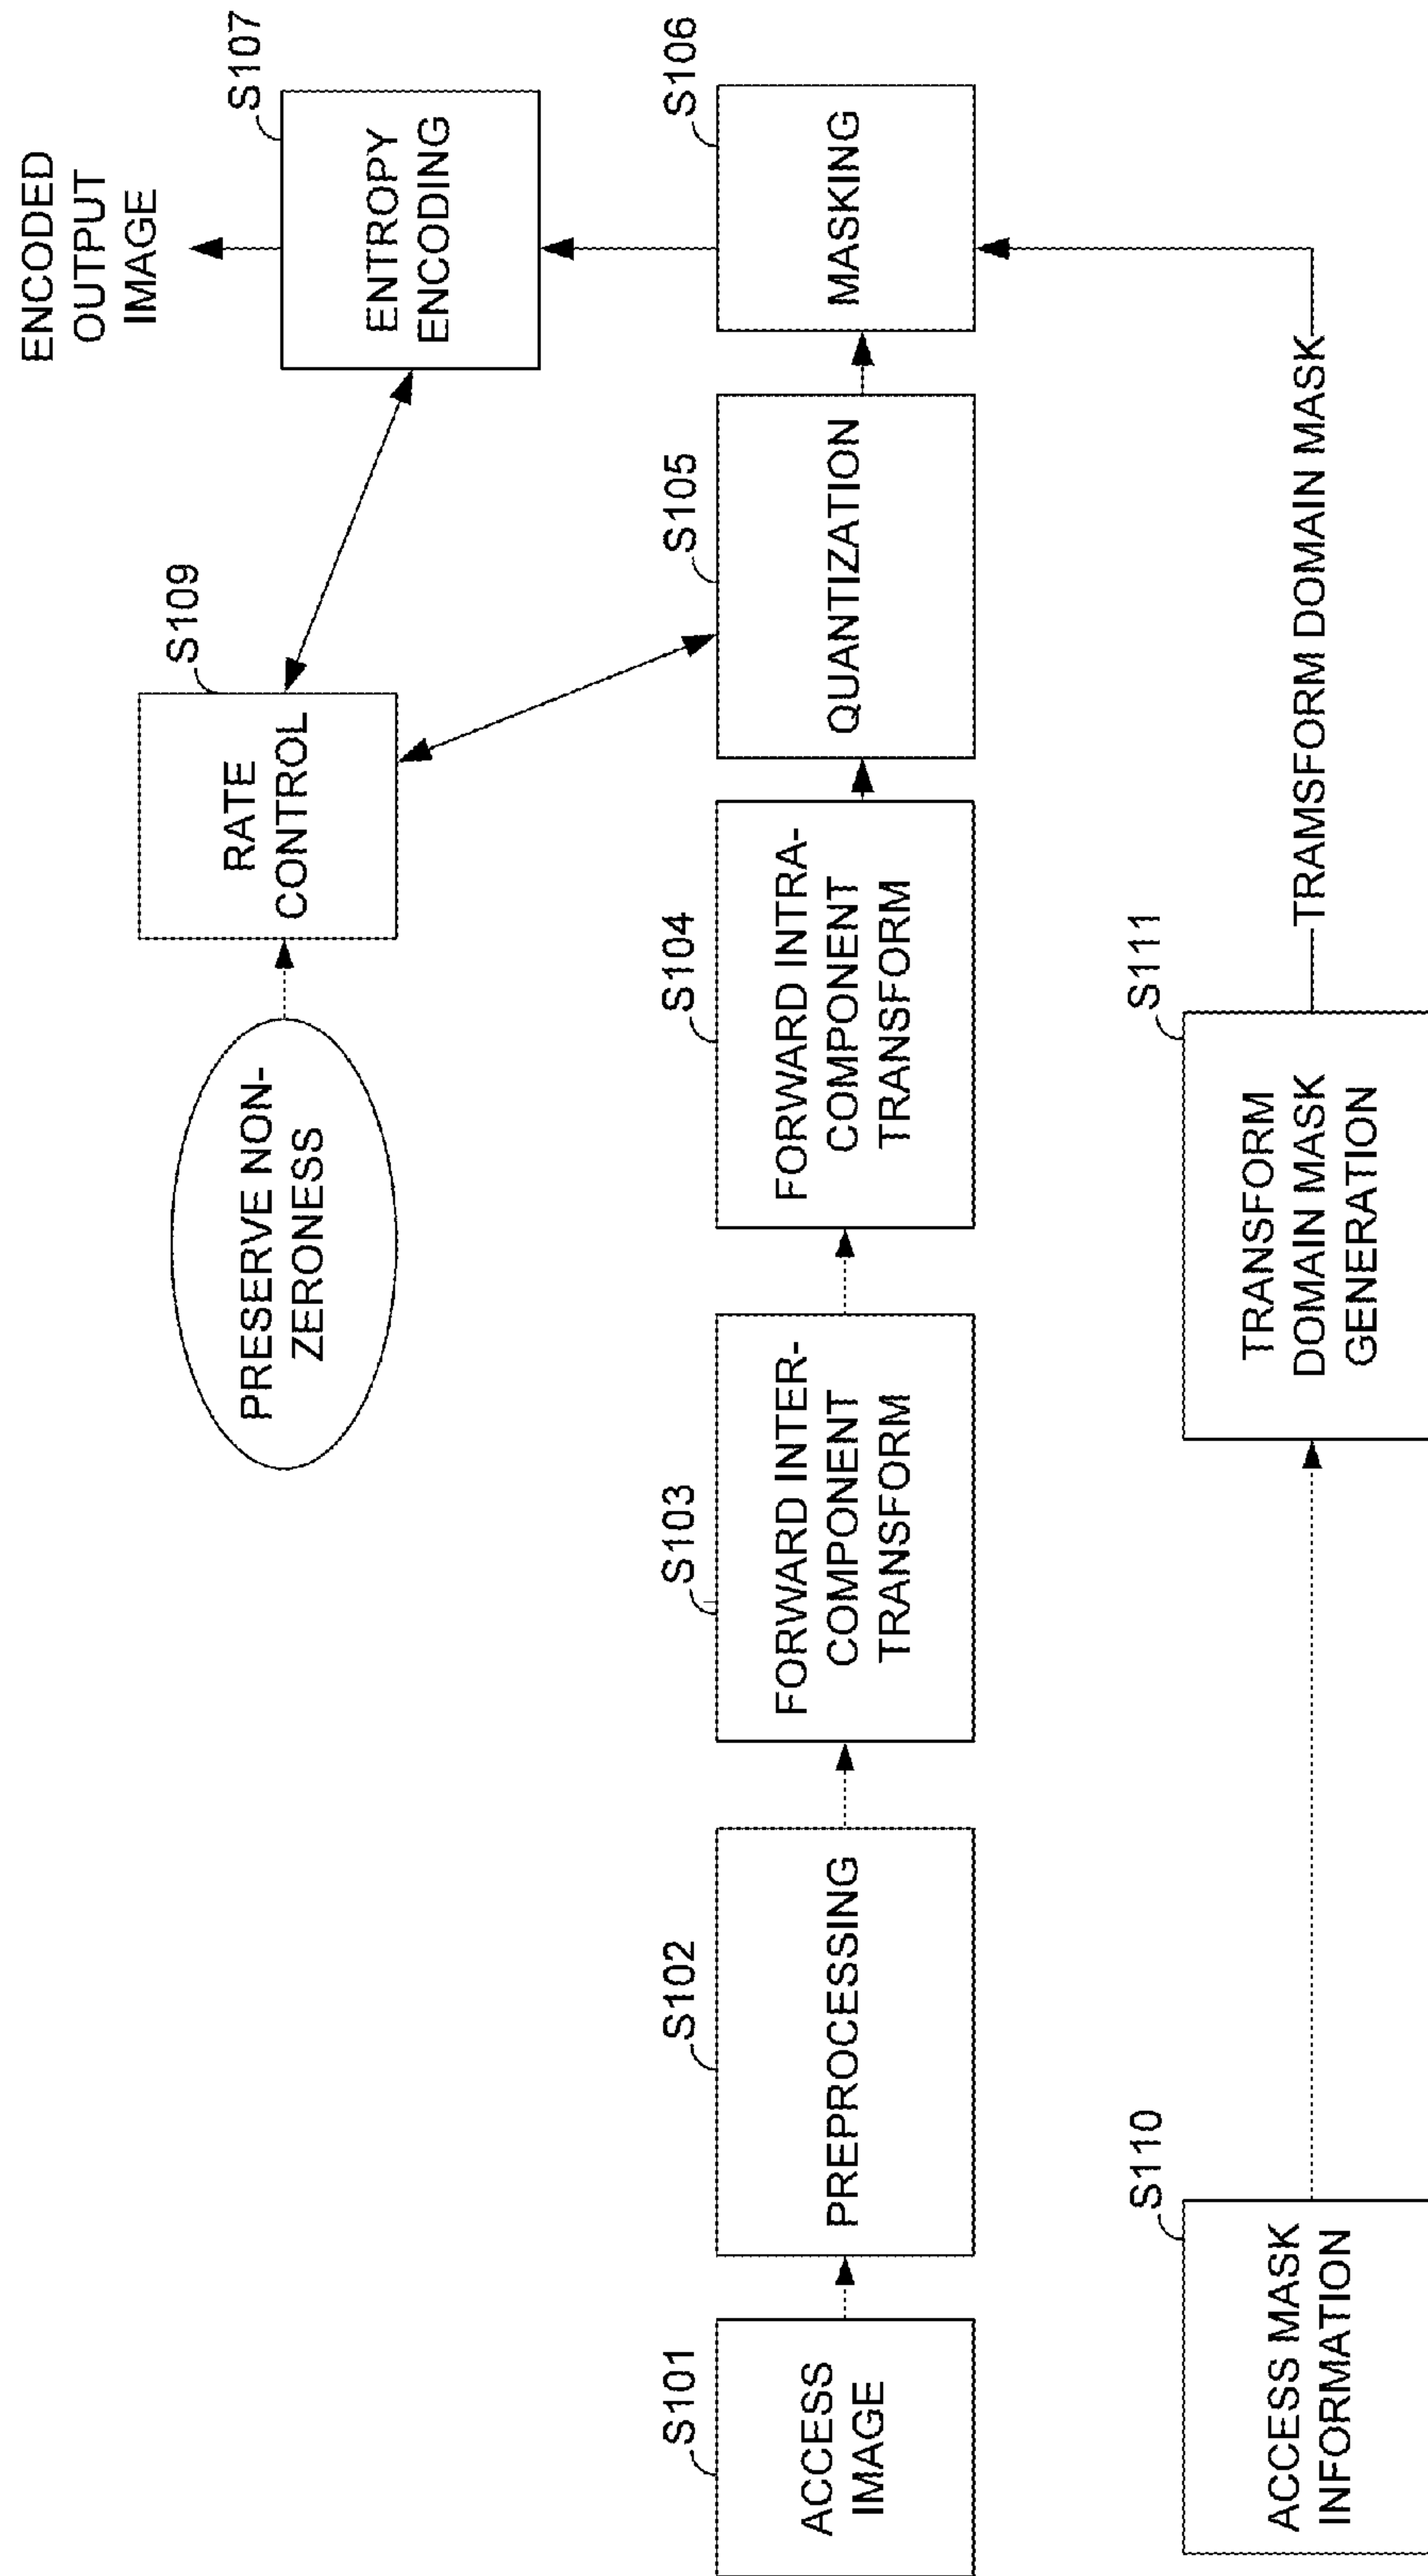 ENCODED
OUTPUT
IMAGE
S107
ENTROPY
ENCODING
S109
RATE
CONTROL
PRESERVE NON-
ZERONESS
S101
ACCESS
IMAGE
S102
PREPROCESSING
S103
FORWARD INTER-
COMPONENT
TRANSFORM
S104
FORWARD INTRA-
COMPONENT
TRANSFORM
S105
QUANTIZATION
S106
MASKING
S110
ACCESS MASK
INFORMATION
S111
TRANSFORM
DOMAIN MASK
GENERATION
TRAMSFORM DOMAIN MASK